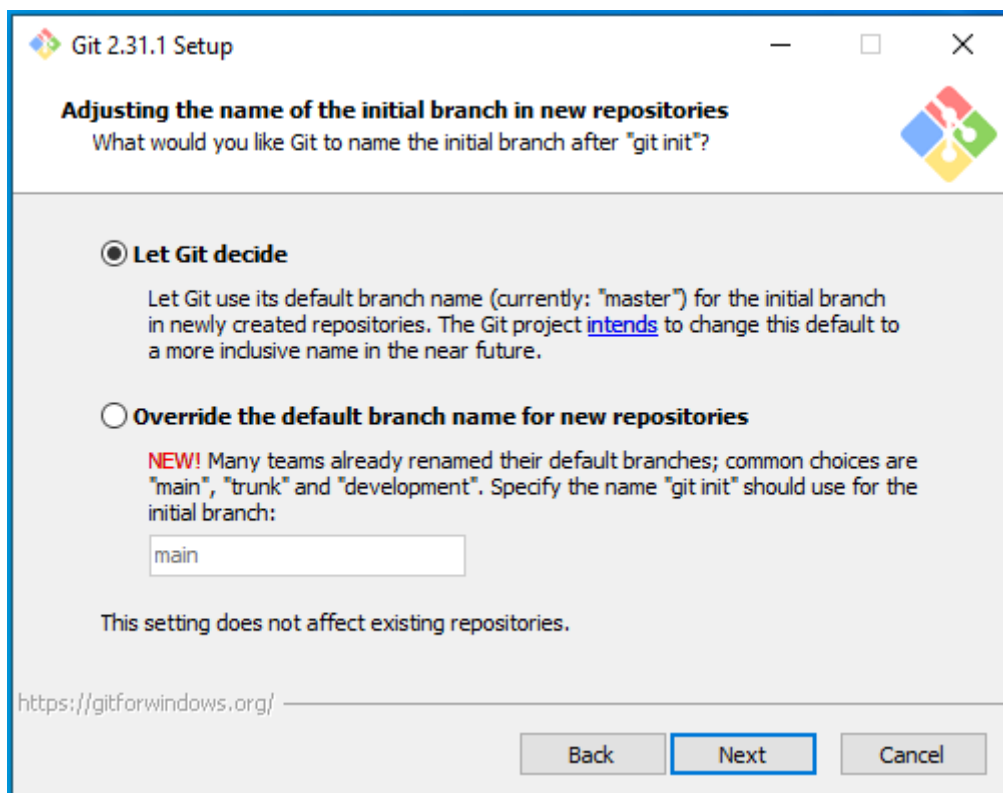 Git 2.31.1 Setup
Adjusting the name of the initial branch in new repositories
What would you like Git to name the initial branch after "git init"?
Let Git decide
Let Git use its default branch name (currently: "master") for the initial branch
in newly created repositories. The Git project intends to change this default to
a more inclusive name in the near future.
Override the default branch name for new repositories
NEW! Many teams already renamed their default branches; common choices are
"main", "trunk" and "development". Specify the name "git init" should use for the
initial branch:
main
This setting does not affect existing repositories.
https://gitforwindows.org/
Back Next Cancel